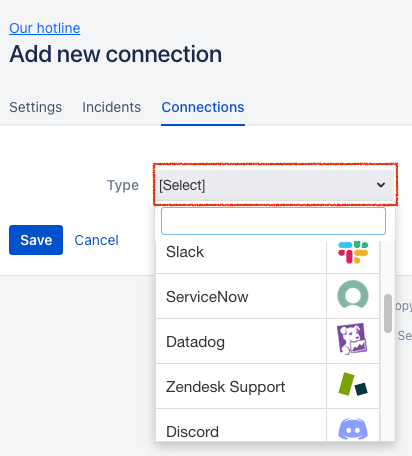 Our hotline
Add new connection
Settings Incidents Connections
Type [Select]
Save Cancel
Slack
ServiceNow
Datadog
Zendesk Support
Discord
opy
Se